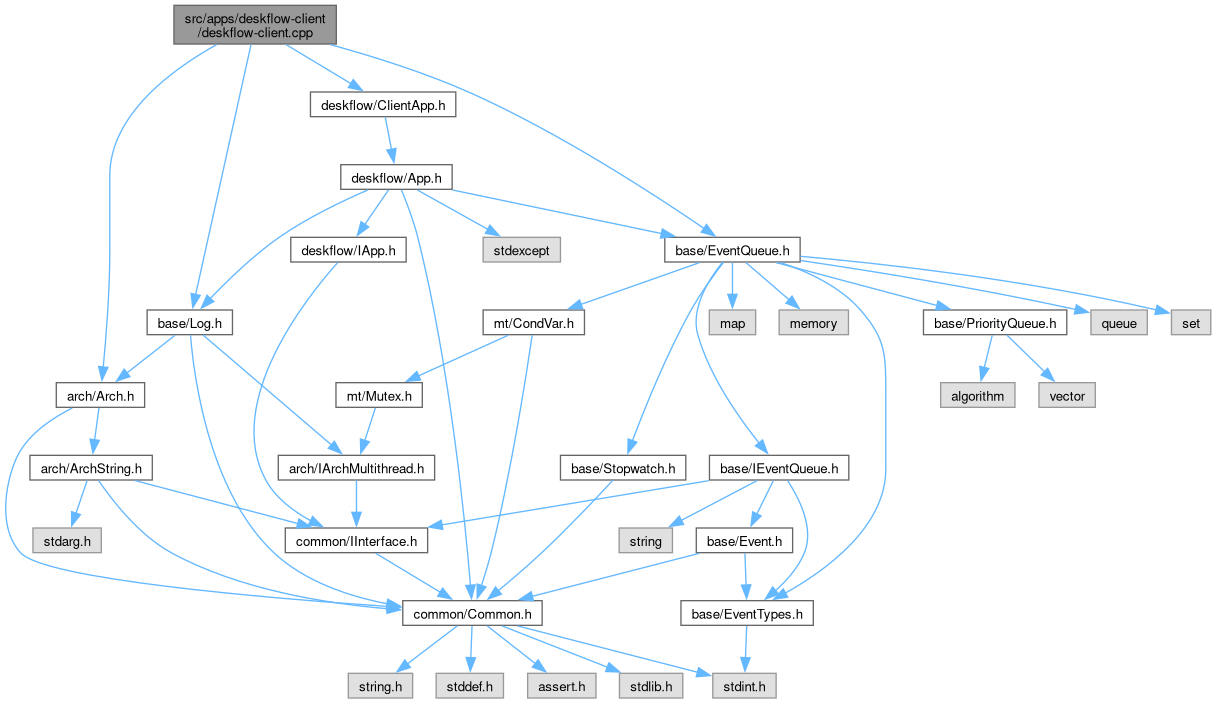 src/apps/deskflow-client
/deskflow-client.cpp
deskflow/ClientApp.h
deskflow/App.h
deskflow/IApp.h
stdexcept
base/EventQueue.h
base/Log.h
mt/CondVar.h
map
memory
base/PriorityQueue.h
queue
set
arch/Arch.h
mt/Mutex.h
algorithm
vector
arch/ArchString.h
arch/IArchMultithread.h
base/Stopwatch.h
base/IEventQueue.h
stdarg.h
common/IInterface.h
string
base/Event.h
common/Common.h
base/EventTypes.h
string.h
stddef.h
assert.h
stdlib.h
stdint.h